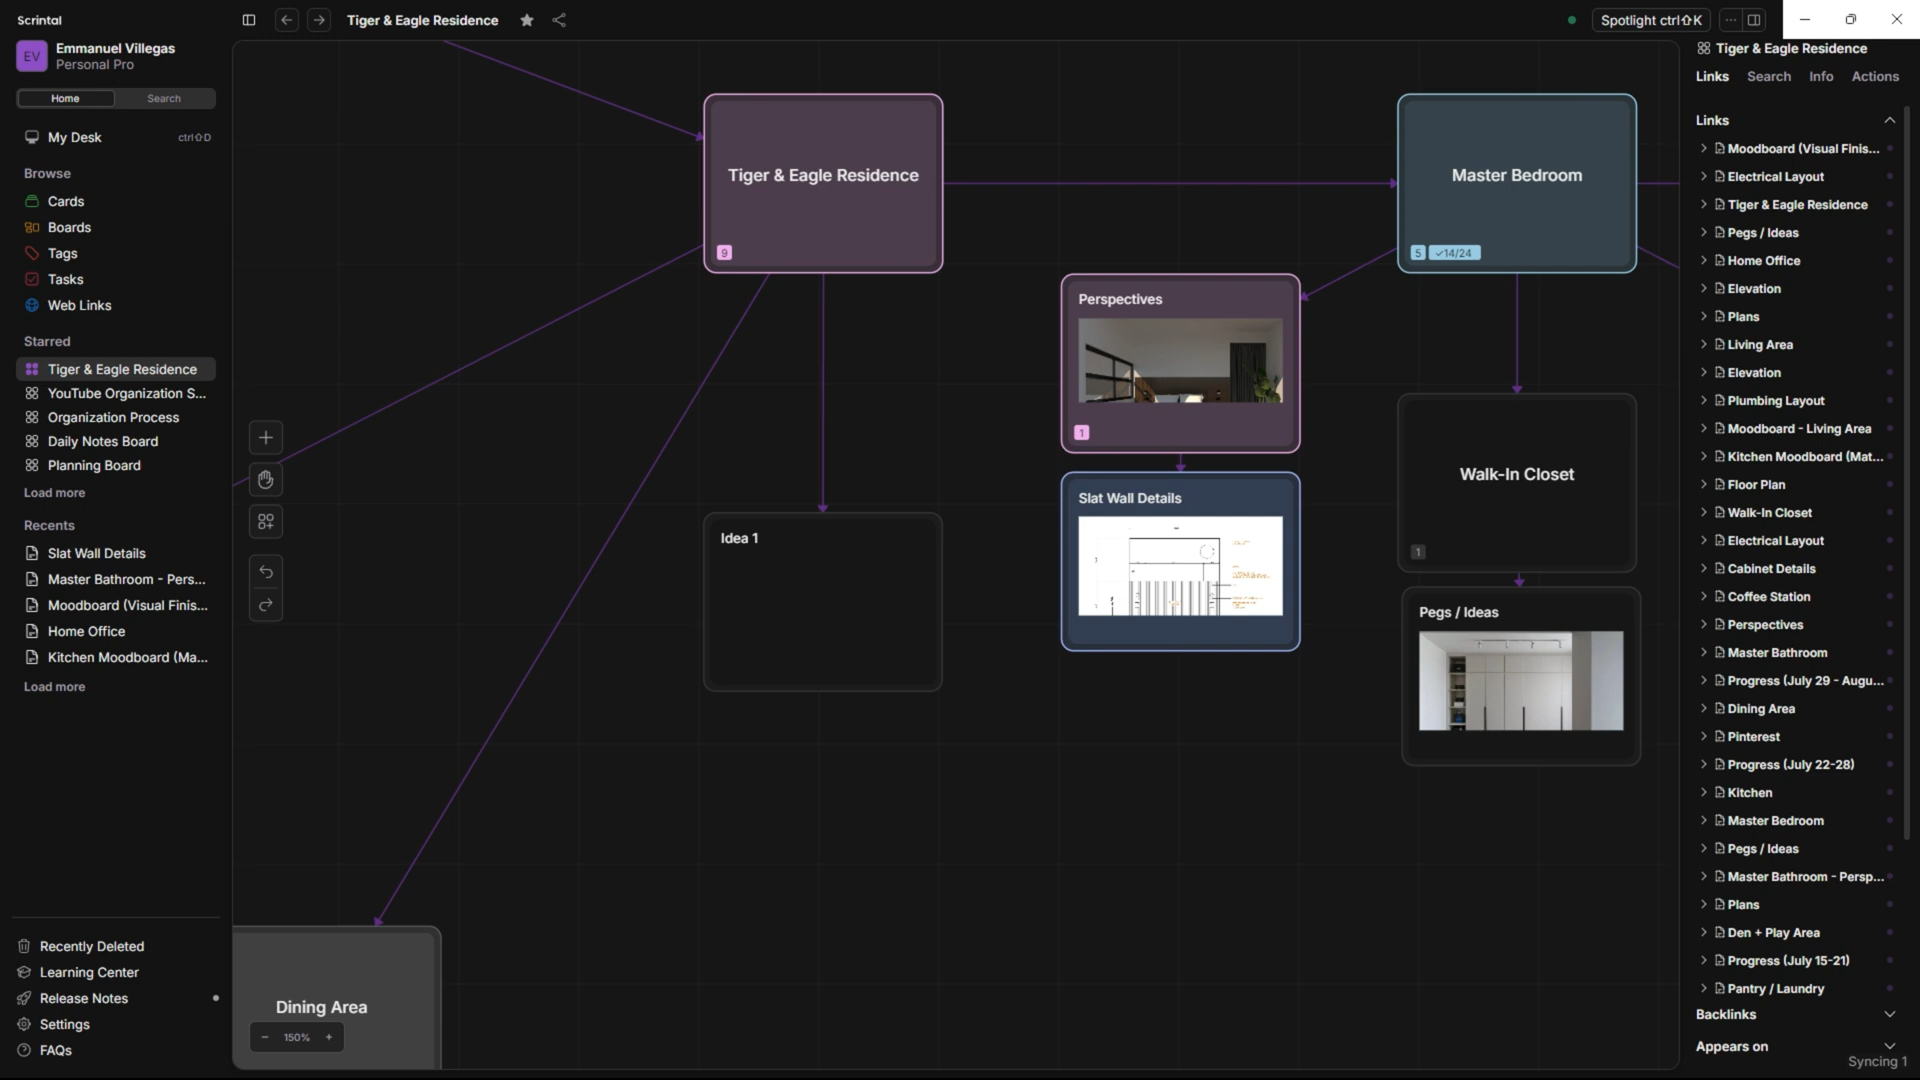 Scrintal
Tiger & Eagle Residence
Spotlight ctrl⇧K
EV
Emmanuel Villegas
Personal Pro
Home
Search
My Desk
ctrl⇧D
Browse
Cards
Boards
Tags
Tasks
Web Links
Starred
Tiger & Eagle Residence
YouTube Organization S...
Organization Process
Daily Notes Board
Planning Board
Load more
Recents
Slat Wall Details
Master Bathroom - Pers...
Moodboard (Visual Finis...
Home Office
Kitchen Moodboard (Ma...
Load more
Recently Deleted
Learning Center
Release Notes
Settings
FAQs
Tiger & Eagle Residence
9
Master Bedroom
5
14/24
Perspectives
1
Slat Wall Details
Walk-In Closet
1
Idea 1
Pegs / Ideas
Dining Area
150%
Tiger & Eagle Residence
Links
Search
Info
Actions
Links
Moodboard (Visual Finis...
Electrical Layout
Tiger & Eagle Residence
Pegs / Ideas
Home Office
Elevation
Plans
Living Area
Elevation
Plumbing Layout
Moodboard - Living Area
Kitchen Moodboard (Mat...
Floor Plan
Walk-In Closet
Electrical Layout
Cabinet Details
Coffee Station
Perspectives
Master Bathroom
Progress (July 29 - Augu...
Dining Area
Pinterest
Progress (July 22-28)
Kitchen
Master Bedroom
Pegs / Ideas
Master Bathroom - Persp...
Plans
Den + Play Area
Progress (July 15-21)
Pantry / Laundry
Backlinks
Appears on
Syncing 1